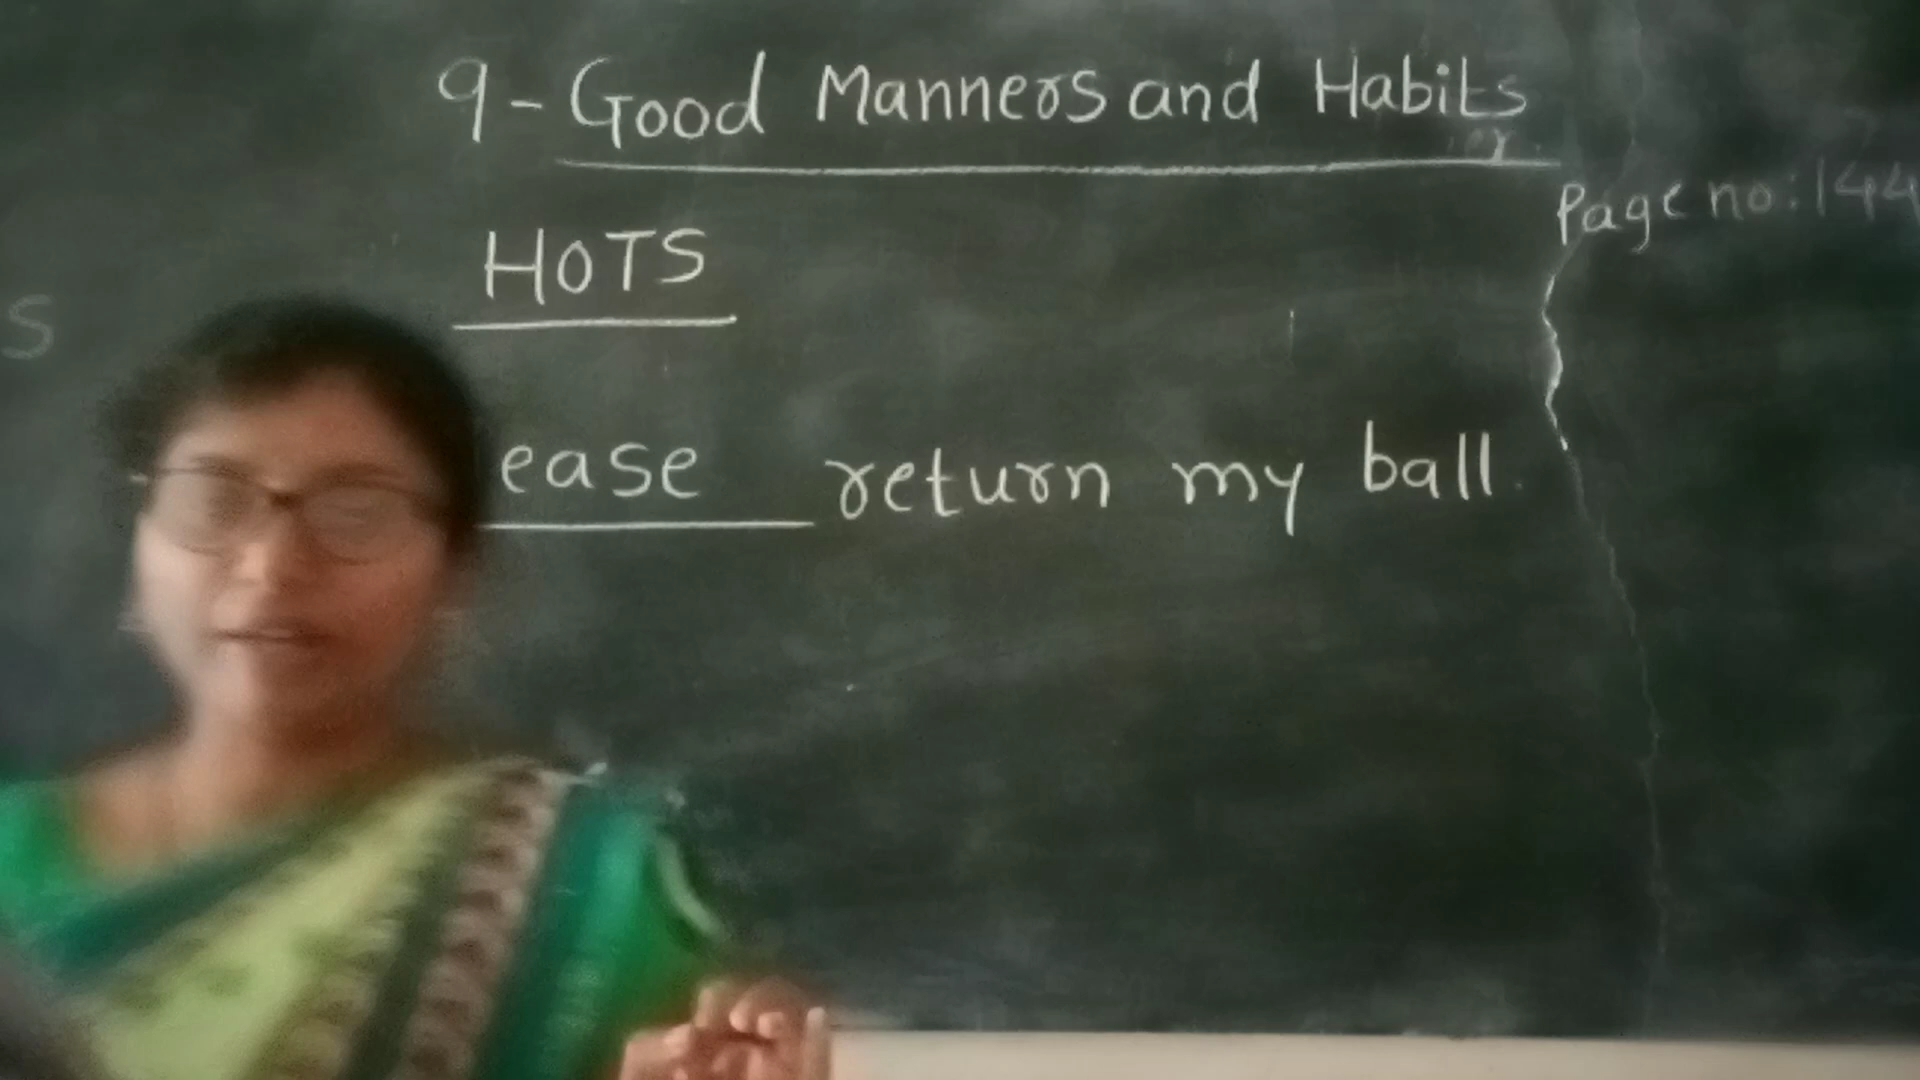 9 - Good Manners and Habits
Page no: 144
HOTS
S
ease return my ball.